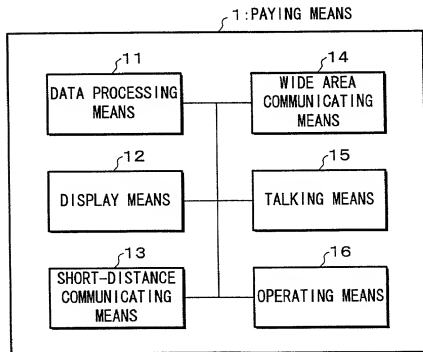 1:PAYING MEANS
11
DATA PROCESSING
MEANS
14
WIDE AREA
COMMUNICATING
MEANS
12
DISPLAY MEANS
15
TALKING MEANS
13
SHORT-DISTANCE
COMMUNICATING
MEANS
16
OPERATING MEANS